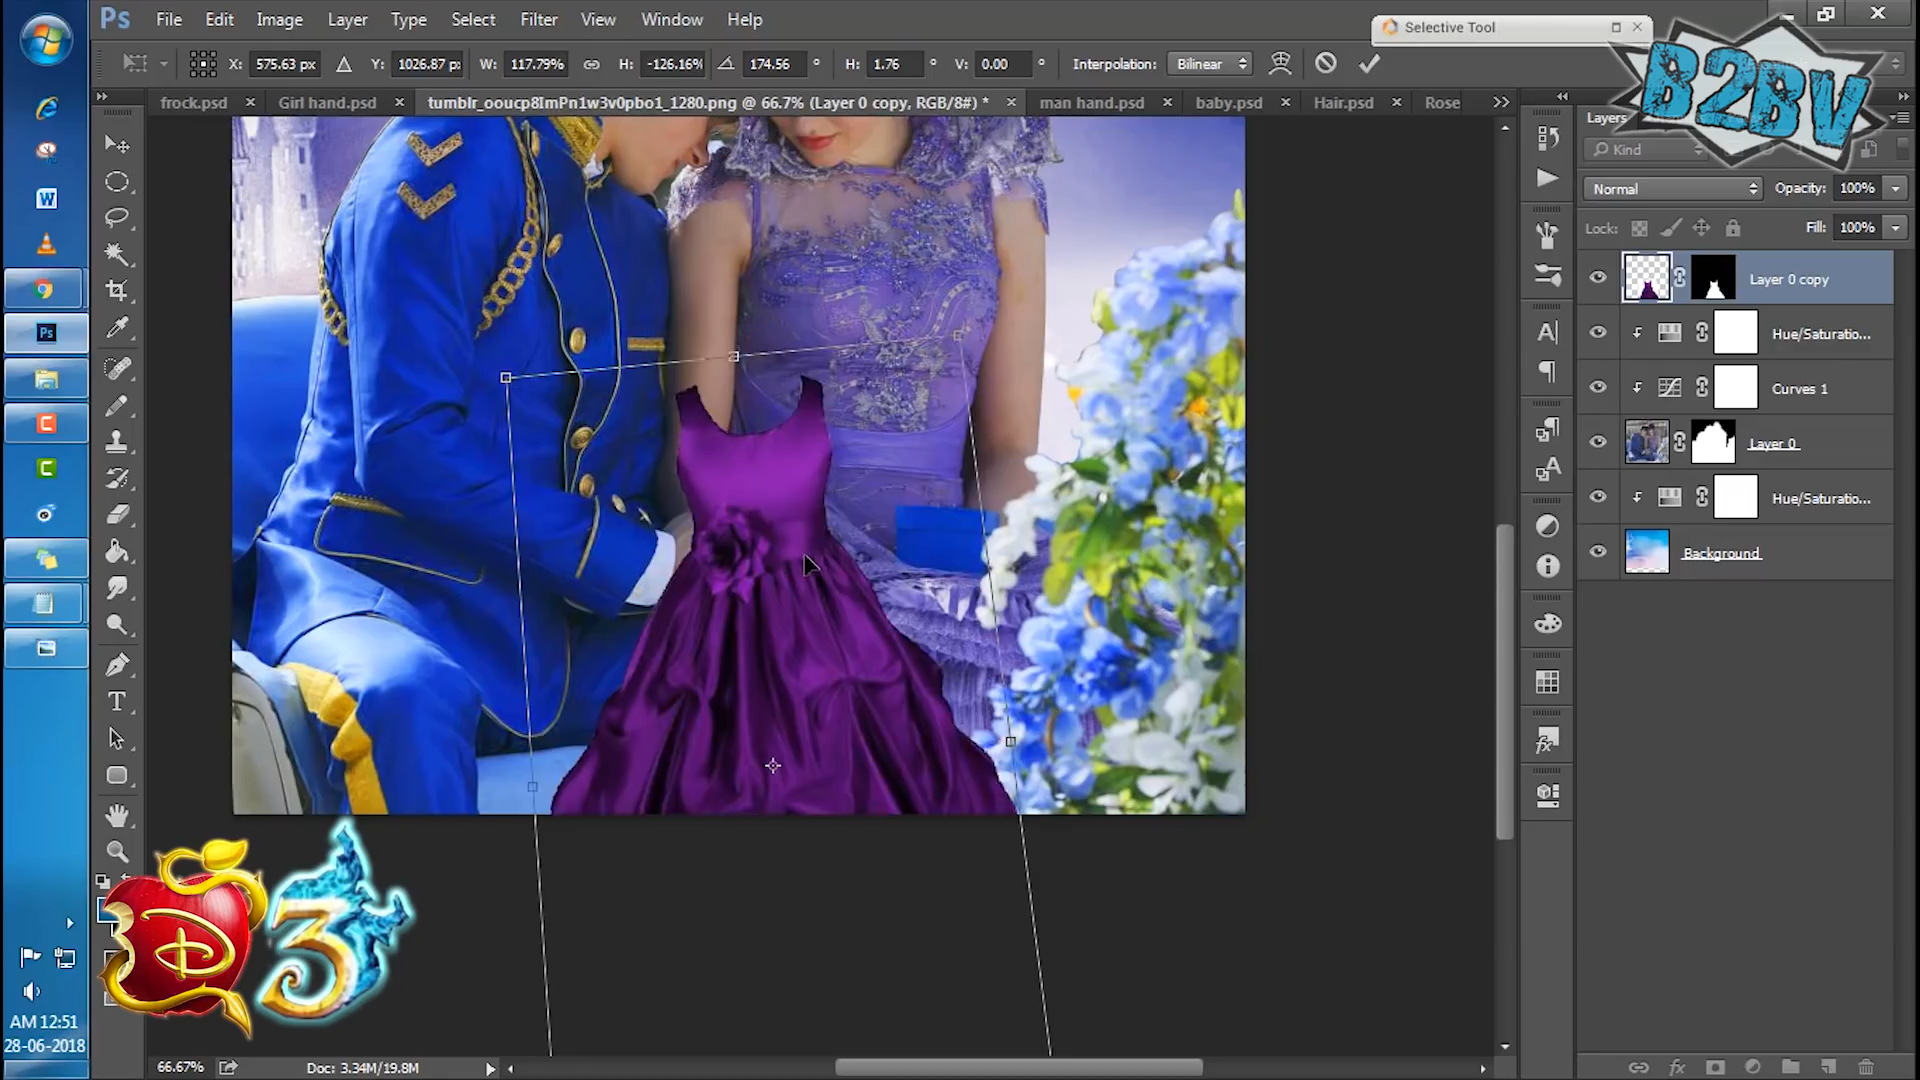 Ps File Edit Image Layer Type Select Filter View Window Help
Selective Tool
B2BV
X: 575.63 px Y: 1026.87 px W: 117.79% H: -126.16% 174.56 ° H: 1.76 ° V: 0.00 ° Interpolation: Bilinear
frock.psd Girl hand.psd tumblr_ooucp8ImPn1w3v0pbo1_1280.png @ 66.7% (Layer 0 copy, RGB/8#) * man hand.psd baby.psd Hair.psd Rose
Layers
Kind
Normal Opacity: 100%
Lock: Fill: 100%
Layer 0 copy
Hue/Saturatio...
Curves 1
Layer 0
Hue/Saturatio...
Background
D 3
AM 12:51
28-06-2018
66.67% Doc: 3.34M/19.8M